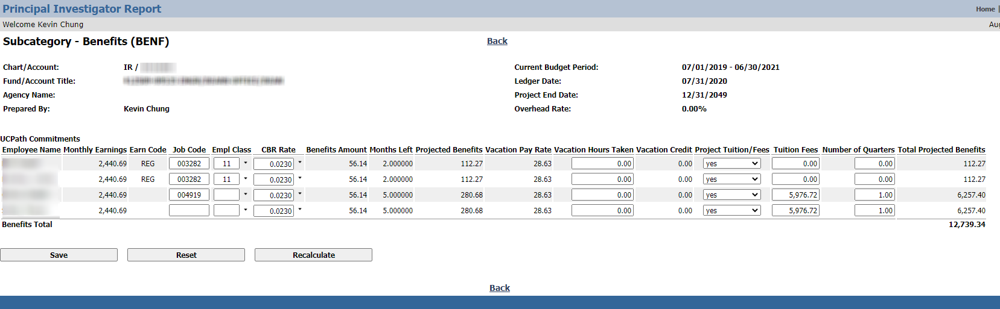 Principal Investigator Report Home |
Welcome Kevin Chung Aug
Subcategory - Benefits (BENF) Back
Chart/Account: IR / Current Budget Period: 07/01/2019 - 06/30/2021
Fund/Account Title: Ledger Date: 07/31/2020
Agency Name: Project End Date: 12/31/2049
Prepared By: Kevin Chung Overhead Rate: 0.00%
UCPath Commitments
Employee Name Monthly Earnings Earn Code Job Code Empl Class CBR Rate Benefits Amount Months Left Projected Benefits Vacation Pay Rate Vacation Hours Taken Vacation Credit Project Tuition/Fees Tuition Fees Number of Quarters Total Projected Benefits
2,440.69 REG 003282 11 0.0230 56.14 2.000000 112.27 28.63 0.00 0.00 yes 0.00 0.00 112.27
2,440.69 REG 003282 11 0.0230 56.14 2.000000 112.27 28.63 0.00 0.00 yes 0.00 0.00 112.27
2,440.69 004919 0.0230 56.14 5.000000 280.68 28.63 0.00 0.00 yes 5,976.72 1.00 6,257.40
2,440.69 0.0230 56.14 5.000000 280.68 28.63 0.00 0.00 yes 5,976.72 1.00 6,257.40
Benefits Total 12,739.34
Save Reset Recalculate
Back